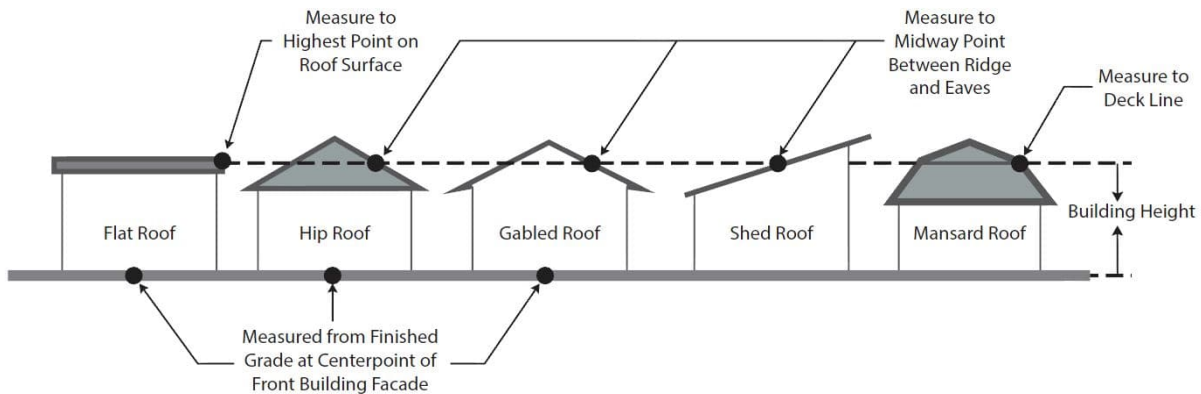 Measure to
Highest Point on
Roof Surface
Measure to
Midway Point
Between Ridge
and Eaves
Measure to
Deck Line
Flat Roof
Hip Roof
Gabled Roof
Shed Roof
Mansard Roof
Building Height
Measured from Finished
Grade at Centerpoint of
Front Building Facade